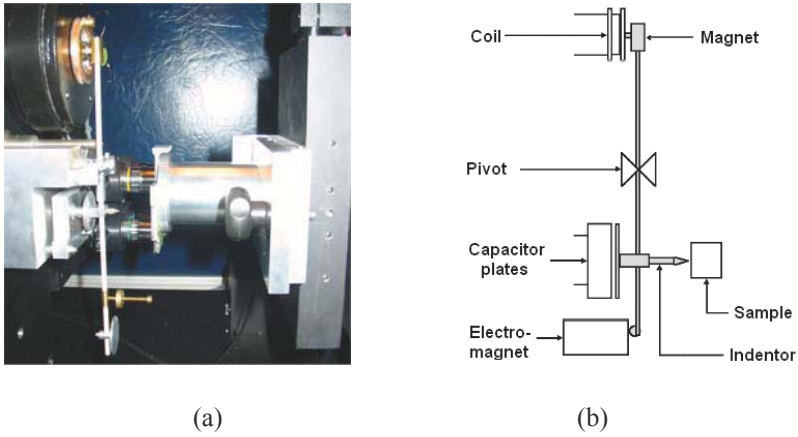 Coil
Magnet
Pivot
Capacitor
plates
Sample
Electro-
magnet
Indentor
(a)
(b)